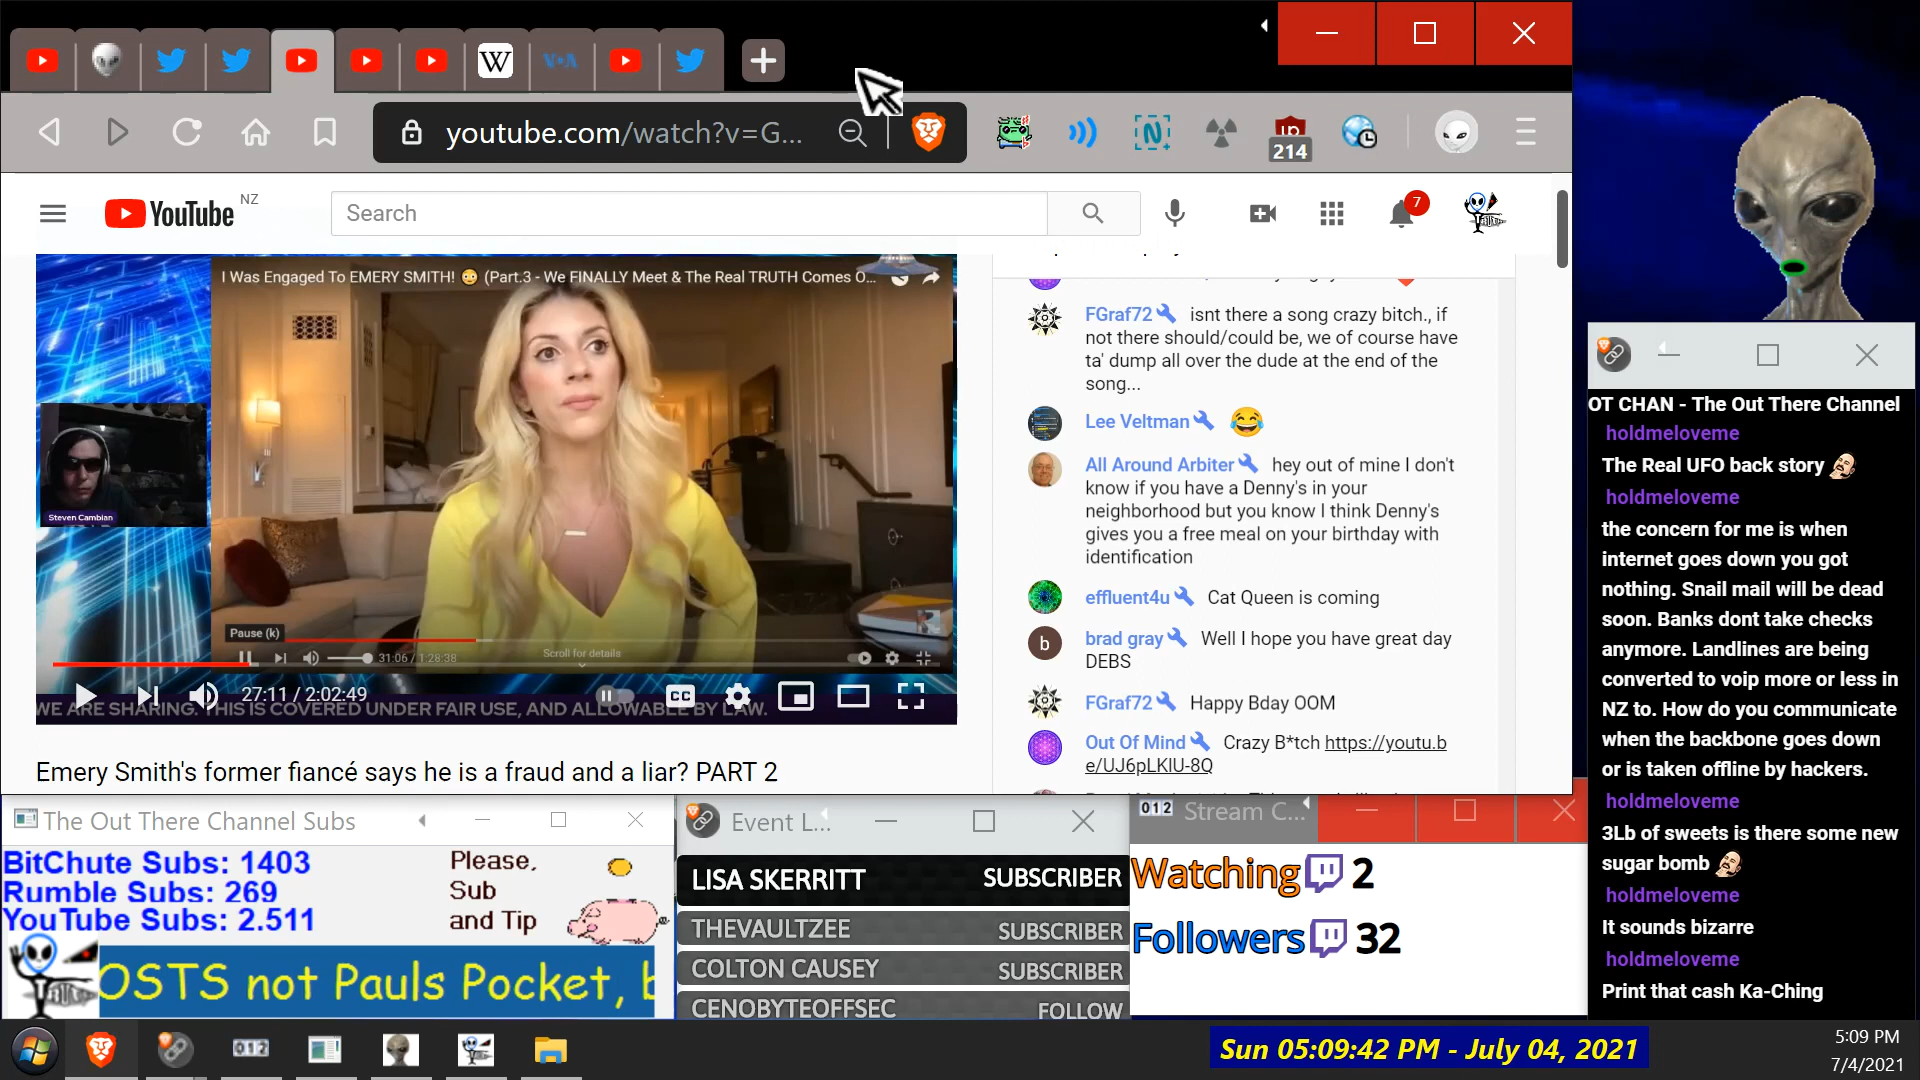 youtube.com/watch?v=G...
214
YouTube NZ
Search
7
I Was Engaged To EMERY SMITH! 😳 (Part.3 - We FINALLY Meet & The Real TRUTH Comes O...
Steven Cambian
Pause (k)
31:06 / 1:28:38
Scroll for details
27:11 / 2:02:49
CC
WE ARE SHARING. THIS IS COVERED UNDER FAIR USE, AND ALLOWABLE BY LAW.
Emery Smith's former fiancé says he is a fraud and a liar? PART 2
FGraf72 isnt there a song crazy bitch., if
not there should/could be, we of course have
ta' dump all over the dude at the end of the
song...
Lee Veltman 😂
All Around Arbiter hey out of mine I don't
know if you have a Denny's in your
neighborhood but you know I think Denny's
gives you a free meal on your birthday with
identification
effluent4u Cat Queen is coming
b brad gray Well I hope you have great day
DEBS
FGraf72 Happy Bday OOM
Out Of Mind Crazy B*tch https://youtu.b
e/UJ6pLKlU-8Q
OT CHAN - The Out There Channel
holdmeloveme
The Real UFO back story
holdmeloveme
the concern for me is when
internet goes down you got
nothing. Snail mail will be dead
soon. Banks dont take checks
anymore. Landlines are being
converted to voip more or less in
NZ to. How do you communicate
when the backbone goes down
or is taken offline by hackers.
holdmeloveme
3Lb of sweets is there some new
sugar bomb
holdmeloveme
It sounds bizarre
holdmeloveme
Print that cash Ka-Ching
The Out There Channel Subs
BitChute Subs: 1403
Rumble Subs: 269
YouTube Subs: 2.511
Please,
Sub
and Tip
OSTS not Pauls Pocket, b
Event L...
LISA SKERRITT SUBSCRIBER
THEVAULTZEE SUBSCRIBER
COLTON CAUSEY SUBSCRIBER
CENOBYTEOFFSEC FOLLOW
012 Stream C...
Watching 2
Followers 32
012
Sun 05:09:42 PM - July 04, 2021
5:09 PM
7/4/2021